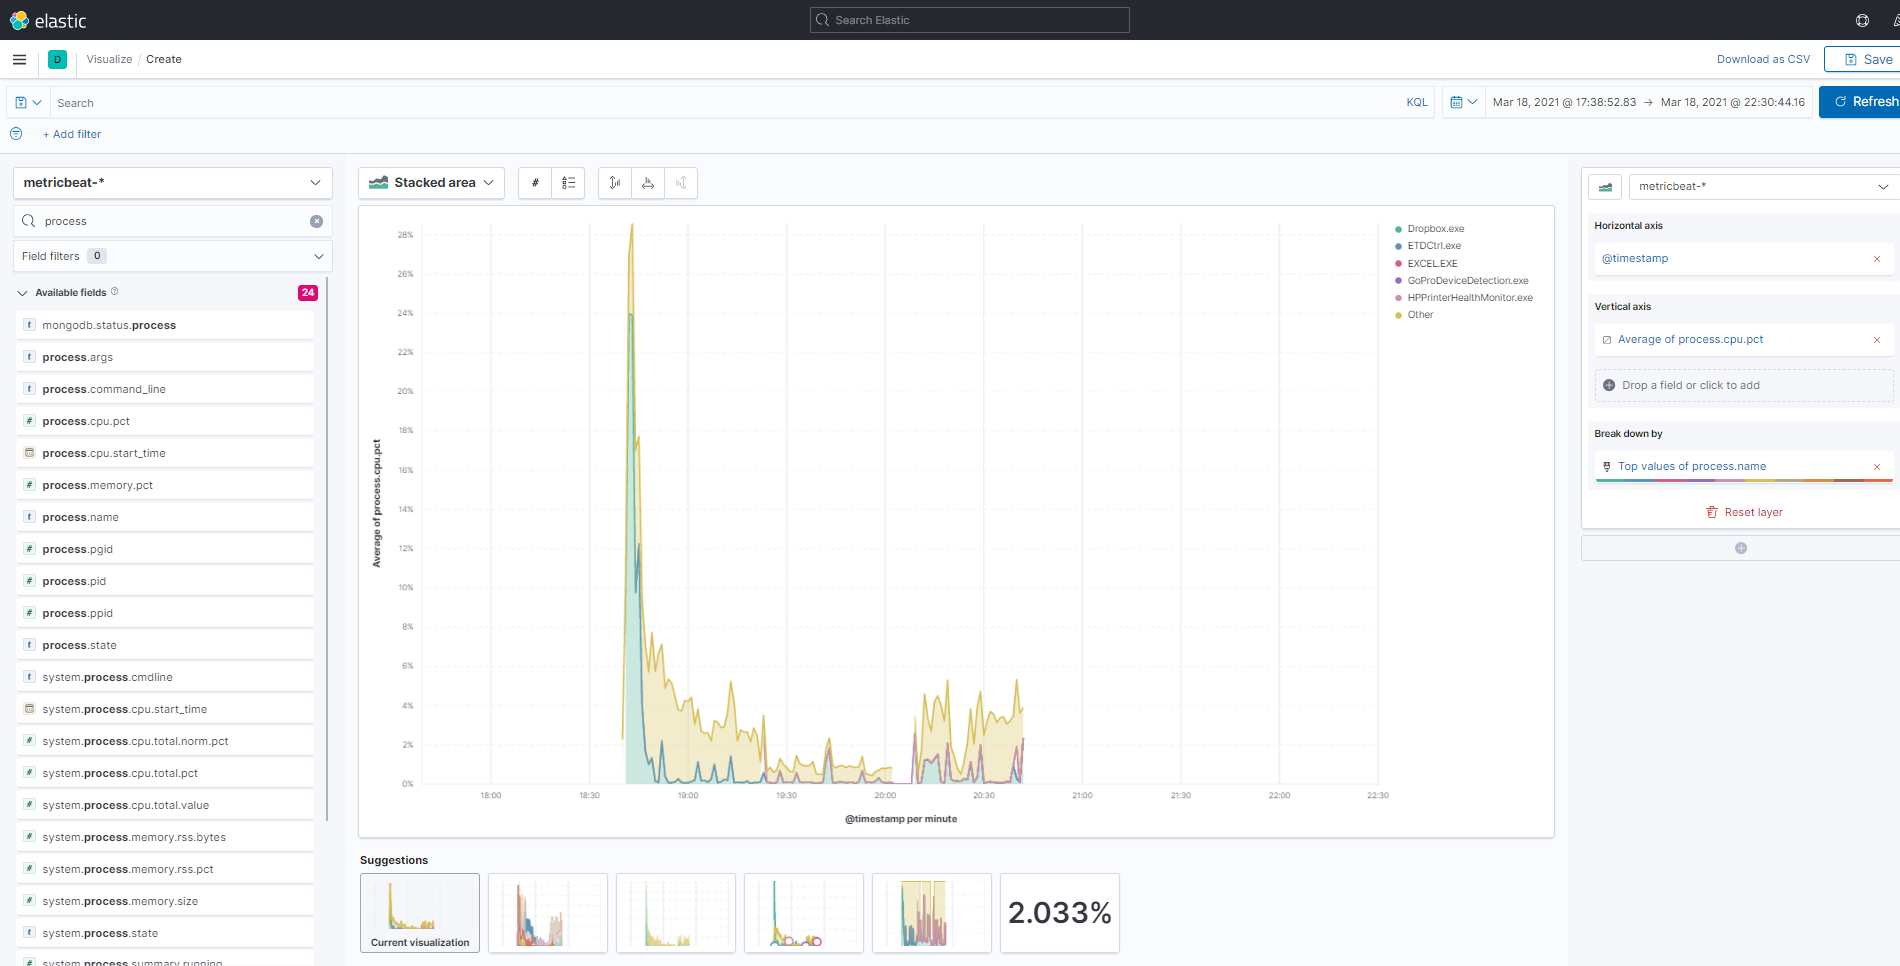 elastic
Search Elastic
D
Visualize / Create
Download as CSV
Save
Search
KQL
Mar 18, 2021 @ 17:38:52.83 → Mar 18, 2021 @ 22:30:44.16
Refresh
+ Add filter
metricbeat-*
process
Field filters 0
Available fields
24
t mongodb.status.process
t process.args
t process.command_line
# process.cpu.pct
process.cpu.start_time
# process.memory.pct
t process.name
# process.pgid
# process.pid
# process.ppid
t process.state
t system.process.cmdline
system.process.cpu.start_time
# system.process.cpu.total.norm.pct
# system.process.cpu.total.pct
# system.process.cpu.total.value
# system.process.memory.rss.bytes
# system.process.memory.rss.pct
# system.process.memory.size
t system.process.state
# system.process.summary.running
Stacked area
#
28%
26%
24%
22%
20%
18%
16%
14%
12%
10%
8%
6%
4%
2%
0%
Average of process.cpu.pct
18:00 18:30 19:00 19:30 20:00 20:30 21:00 21:30 22:00 22:30
@timestamp per minute
Dropbox.exe
ETDCtrl.exe
EXCEL.EXE
GoProDeviceDetection.exe
HPPrinterHealthMonitor.exe
Other
Suggestions
Current visualization
2.033%
metricbeat-*
Horizontal axis
@timestamp
Vertical axis
Average of process.cpu.pct
Drop a field or click to add
Break down by
Top values of process.name
Reset layer